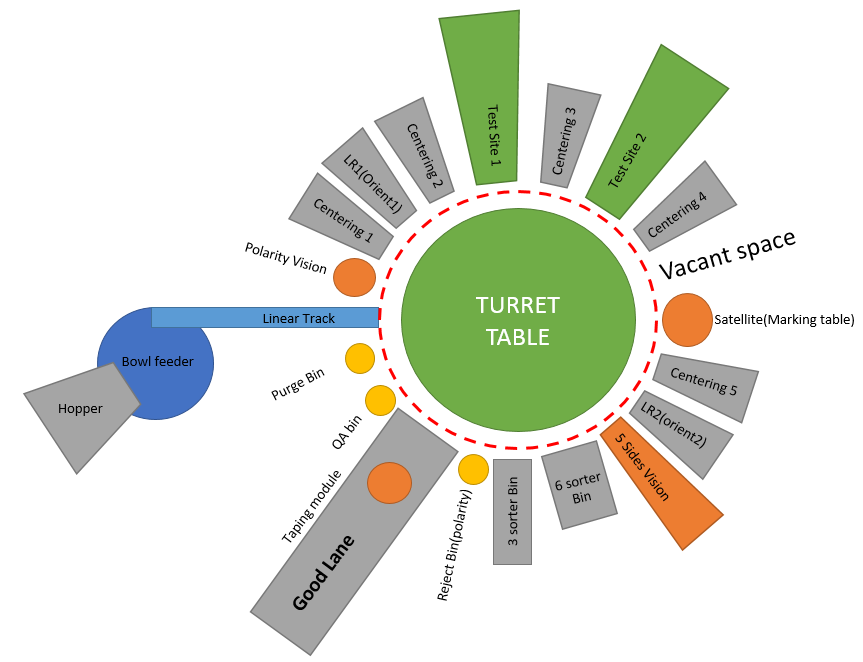 Test Site 1
Centering 3
Test Site 2
Centering 2
LR1(Orient1)
Centering 1
Centering 4
Polarity Vision
Vacant space
TURRET
TABLE
Linear Track
Satellite(Marking table)
Bowl feeder
Purge Bin
Centering 5
Hopper
LR2(orient2)
QA bin
5 Sides Vision
Taping module
6 sorter
Bin
3 sorter Bin
Reject Bin(polarity)
Good Lane